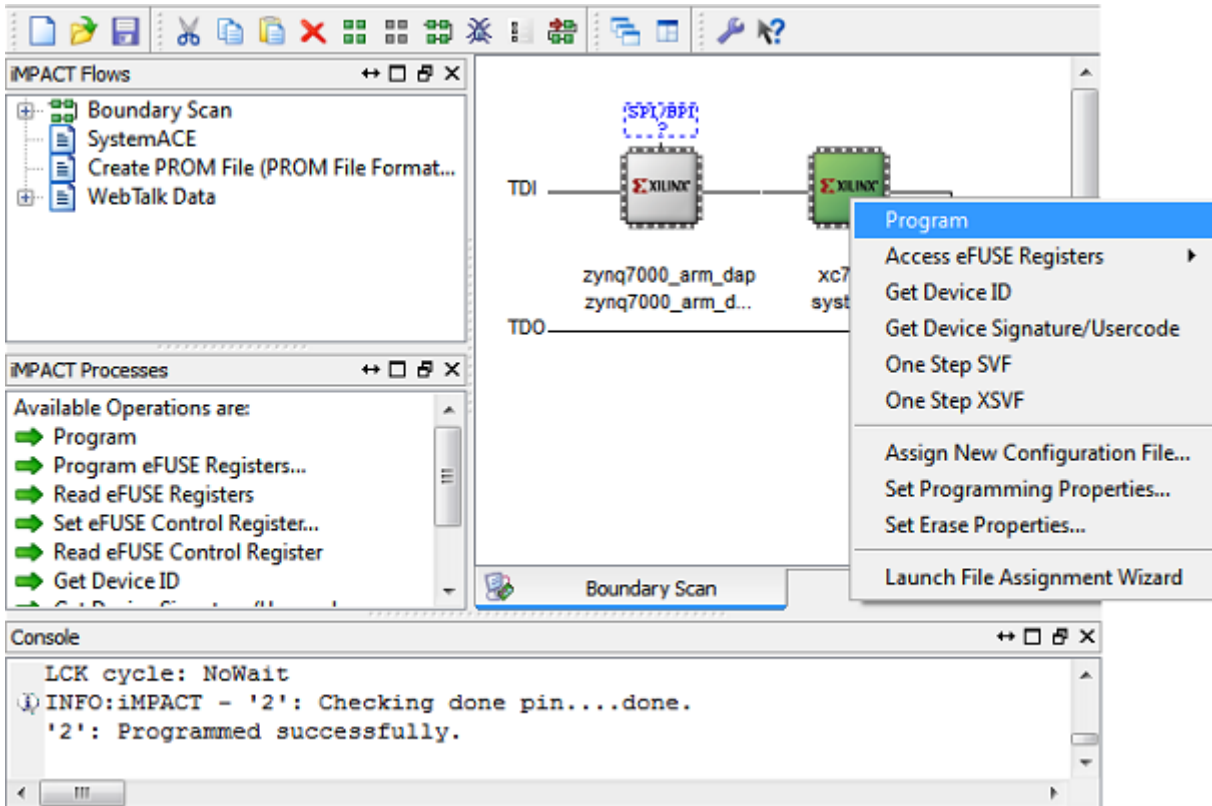 iMPACT Flows
Boundary Scan
SystemACE
Create PROM File (PROM File Format...
WebTalk Data
SPI/BPI
?
TDI
XILINX
XILINX
zynq7000_arm_dap
xc7
zynq7000_arm_d...
syst
TDO
Program
Access eFUSE Registers
Get Device ID
Get Device Signature/Usercode
One Step SVF
One Step XSVF
Assign New Configuration File...
Set Programming Properties...
Set Erase Properties...
Launch File Assignment Wizard
iMPACT Processes
Available Operations are:
Program
Program eFUSE Registers...
Read eFUSE Registers
Set eFUSE Control Register...
Read eFUSE Control Register
Get Device ID
Boundary Scan
Console
LCK cycle: NoWait
INFO:iMPACT - '2': Checking done pin....done.
'2': Programmed successfully.